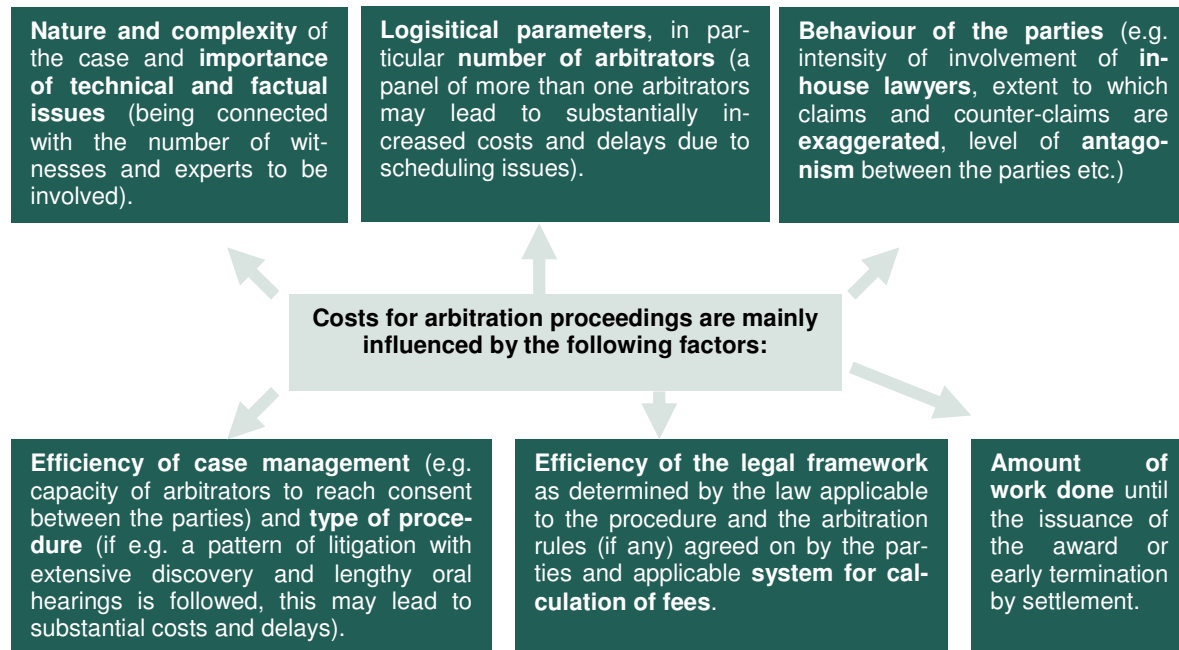 Nature and complexity of
the case and importance
of technical and factual
issues (being connected
with the number of wit-
nesses and experts to be
involved).
Logisitical parameters, in par-
ticular number of arbitrators (a
panel of more than one arbitrators
may lead to substantially in-
creased costs and delays due to
scheduling issues).
Behaviour of the parties (e.g.
intensity of involvement of in-
house lawyers, extent to which
claims and counter-claims are
exaggerated, level of antago-
nism between the parties etc.)
Costs for arbitration proceedings are mainly
influenced by the following factors:
Efficiency of case management (e.g.
capacity of arbitrators to reach consent
between the parties) and type of proce-
dure (if e.g. a pattern of litigation with
extensive discovery and lengthy oral
hearings is followed, this may lead to
substantial costs and delays).
Efficiency of the legal framework
as determined by the law applicable
to the procedure and the arbitration
rules (if any) agreed on by the par-
ties and applicable system for cal-
culation of fees.
Amount of
work done until
the issuance of
the award or
early termination
by settlement.